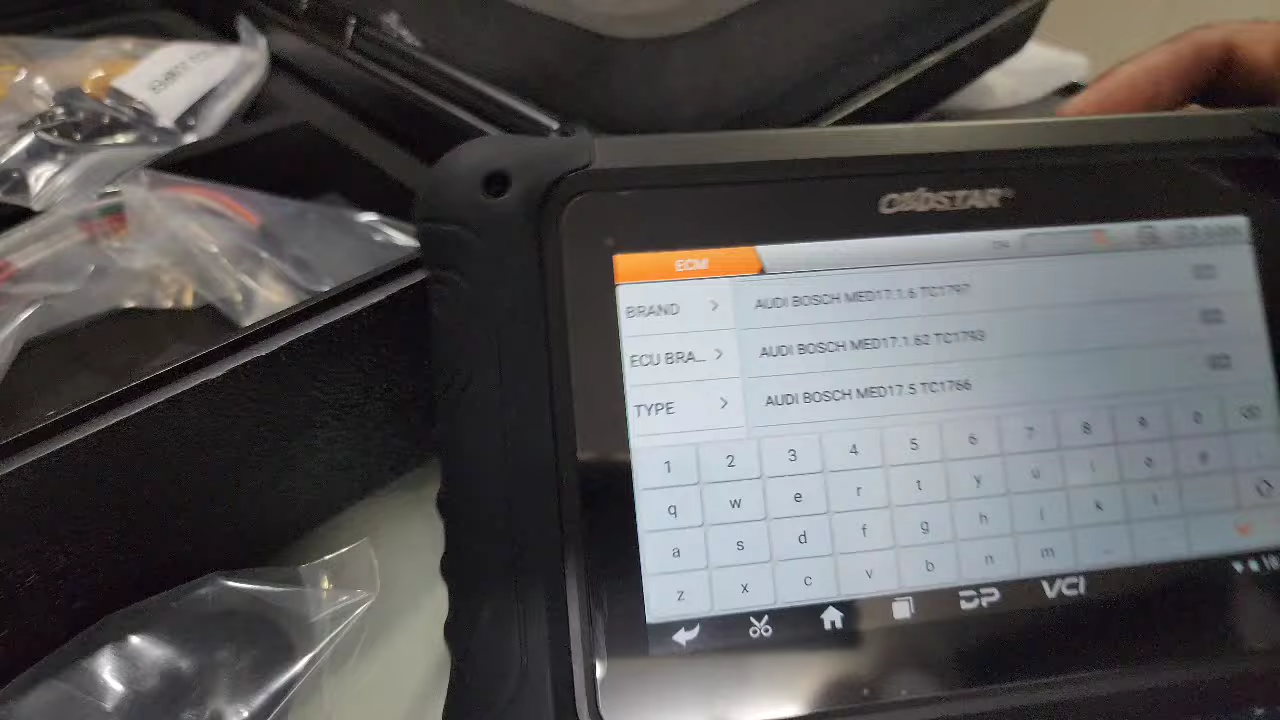 OBDSTAR
ECM
BRAND >
AUDI BOSCH MED17.1.6 TC1797
ECU BRA... >
AUDI BOSCH MED17.1.62 TC1793
TYPE >
AUDI BOSCH MED17.5 TC1766
1 2 3 4 5 6 7 8 9 0
q w e r t y u i o p
a s d f g h j k l
z x c v b n m
DP VCI